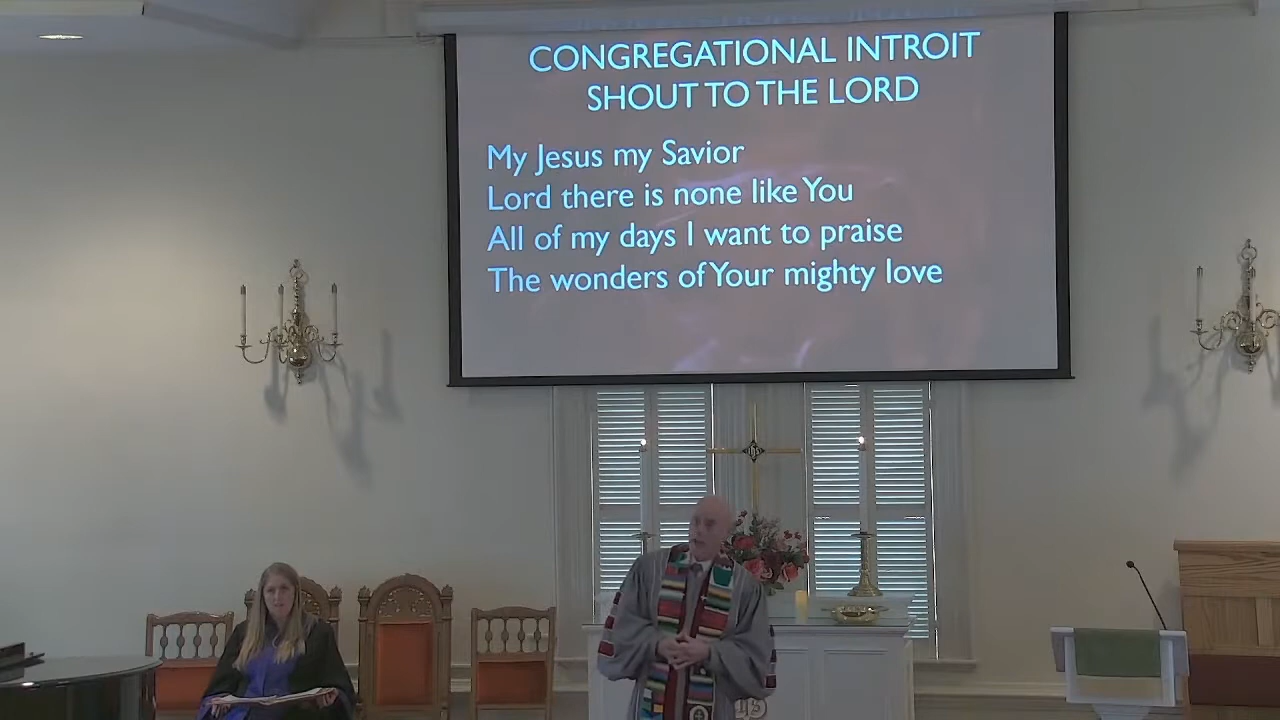 CONGREGATIONAL INTROIT
SHOUT TO THE LORD
My Jesus my Savior
Lord there is none like You
All of my days I want to praise
The wonders of Your mighty love
IHS